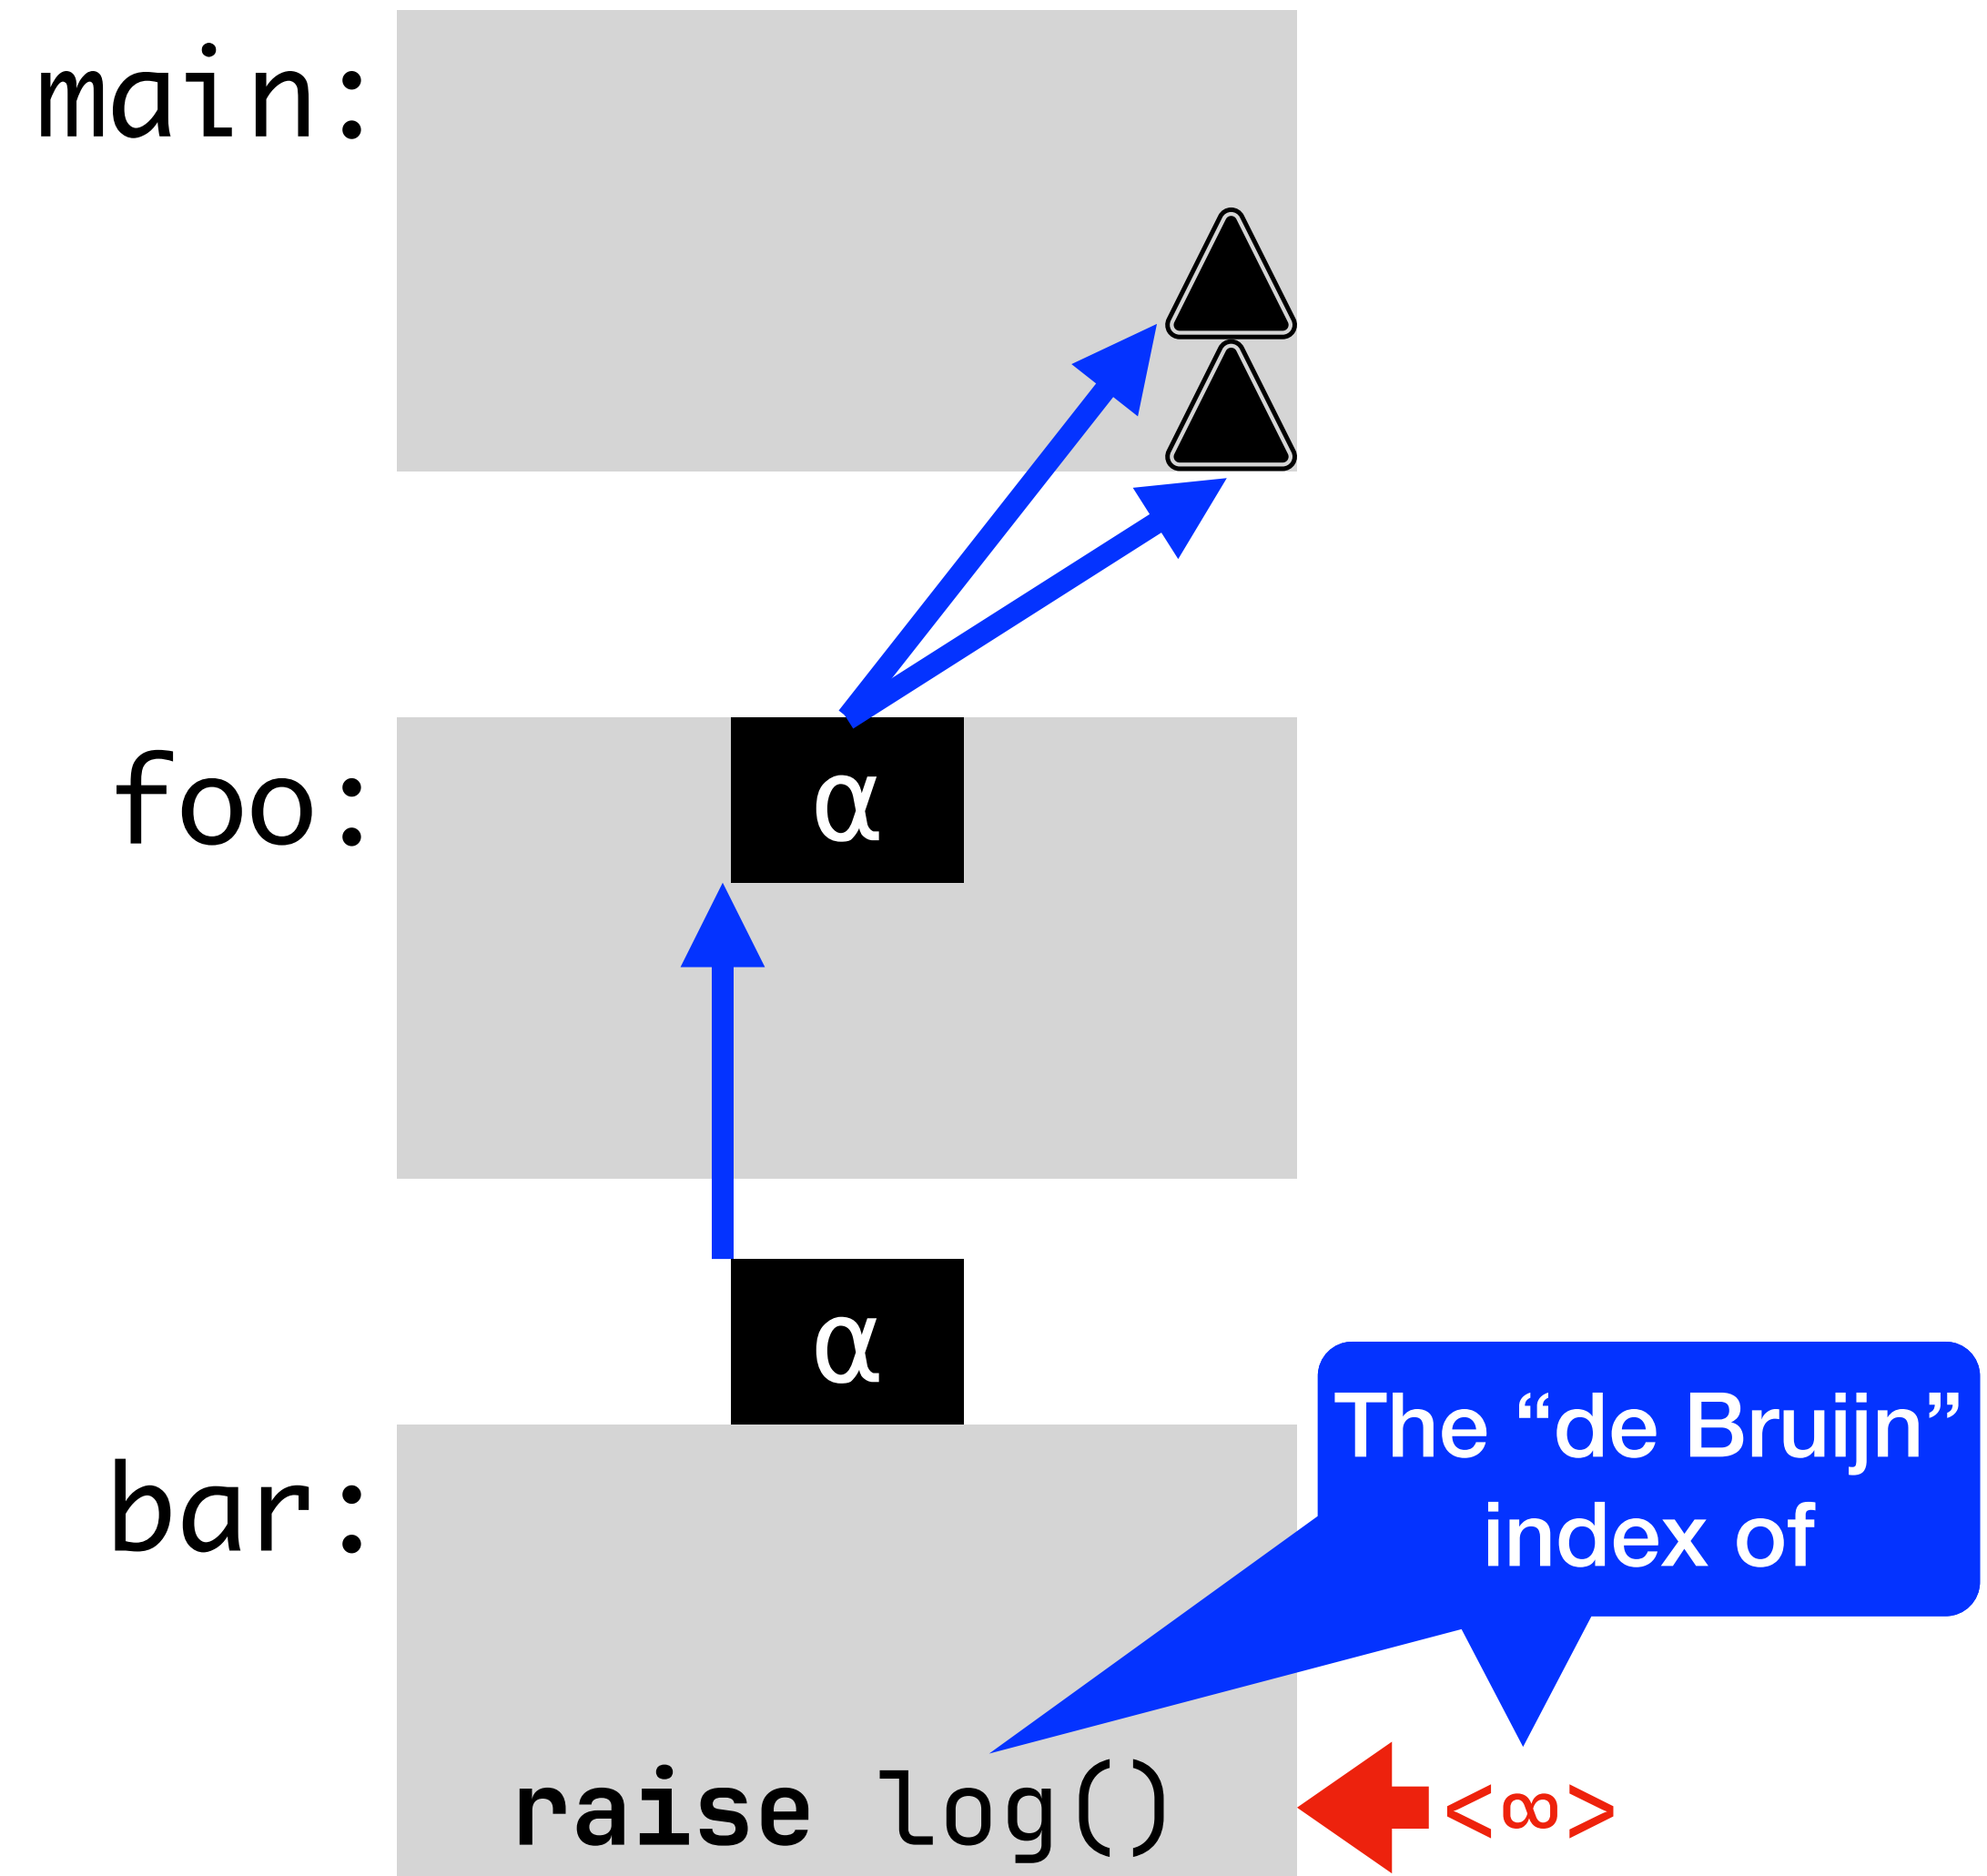 main:
foo:
α
α
bar:
The “de Bruijn”
index of
raise log()
<∞>